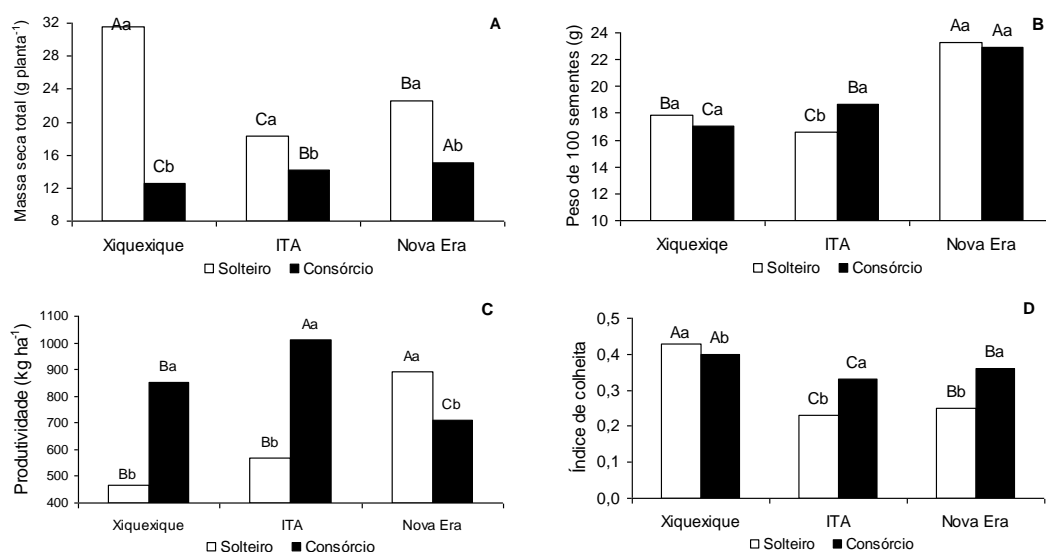 A
Massa seca total (g planta⁻¹)
32
28
24
20
16
12
8
Aa
Cb
Ca
Bb
Ba
Ab
Xiquexique ITA Nova Era
Solteiro Consórcio
B
Peso de 100 sementes (g)
24
22
20
18
16
14
12
10
Ba
Ca
Cb
Ba
Aa
Aa
Xiquexiqe ITA Nova Era
Solteiro Consórcio
C
Produtividade (kg ha⁻¹)
1100
1000
900
800
700
600
500
400
Bb
Ba
Bb
Aa
Aa
Cb
Xiquexique ITA Nova Era
Solteiro Consórcio
D
Índice de colheita
0,5
0,4
0,3
0,2
0,1
0,0
Aa
Ab
Cb
Ca
Bb
Ba
Xiquexique ITA Nova Era
Solteiro Consórcio